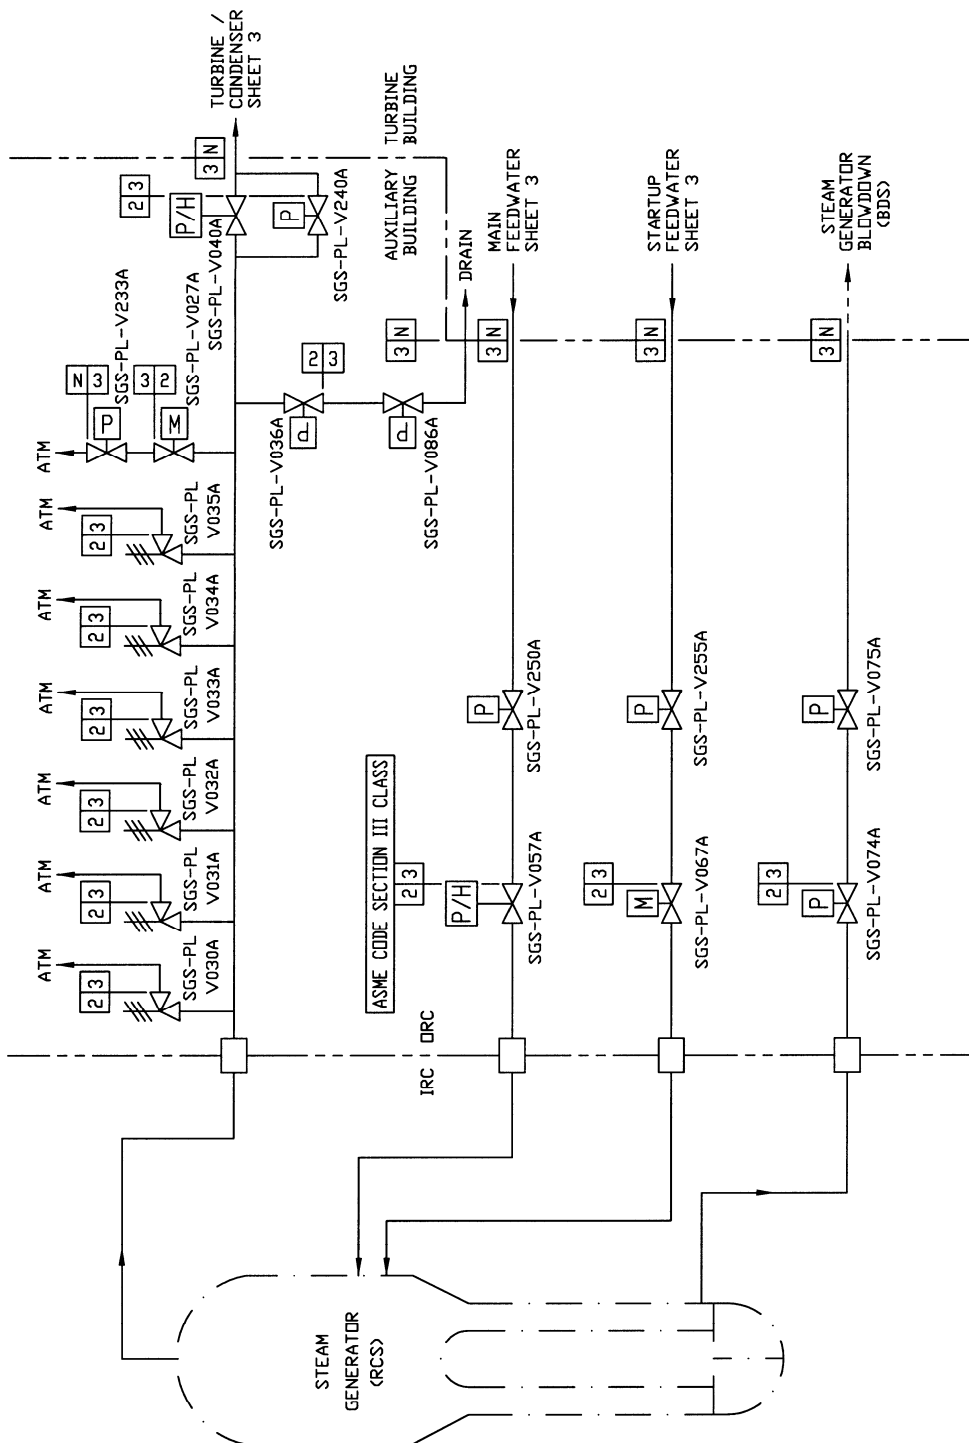 TURBINE /
CONDENSER
SHEET 3
3 N
TURBINE
BUILDING
AUXILIARY
BUILDING
2 3
P/H
SGS-PL-V040A
P
SGS-PL-V240A
N 3
P
SGS-PL-V233A
3 2
M
SGS-PL-V027A
ATM
ATM
2 3
SGS-PL
V035A
ATM
2 3
SGS-PL
V034A
ATM
2 3
SGS-PL
V033A
ATM
2 3
SGS-PL
V032A
ATM
2 3
SGS-PL
V031A
ATM
2 3
SGS-PL
V030A
2 3
P
SGS-PL-V036A
P
SGS-PL-V086A
DRAIN
3 N
MAIN
FEEDWATER
SHEET 3
3 N
P
SGS-PL-V250A
ASME CODE SECTION III CLASS
2 3
P/H
SGS-PL-V057A
STARTUP
FEEDWATER
SHEET 3
3 N
P
SGS-PL-V255A
2 3
M
SGS-PL-V067A
STEAM
GENERATOR
BLOWDOWN
(BDS)
3 N
P
SGS-PL-V075A
2 3
P
SGS-PL-V074A
IRC
ORC
STEAM
GENERATOR
(RCS)